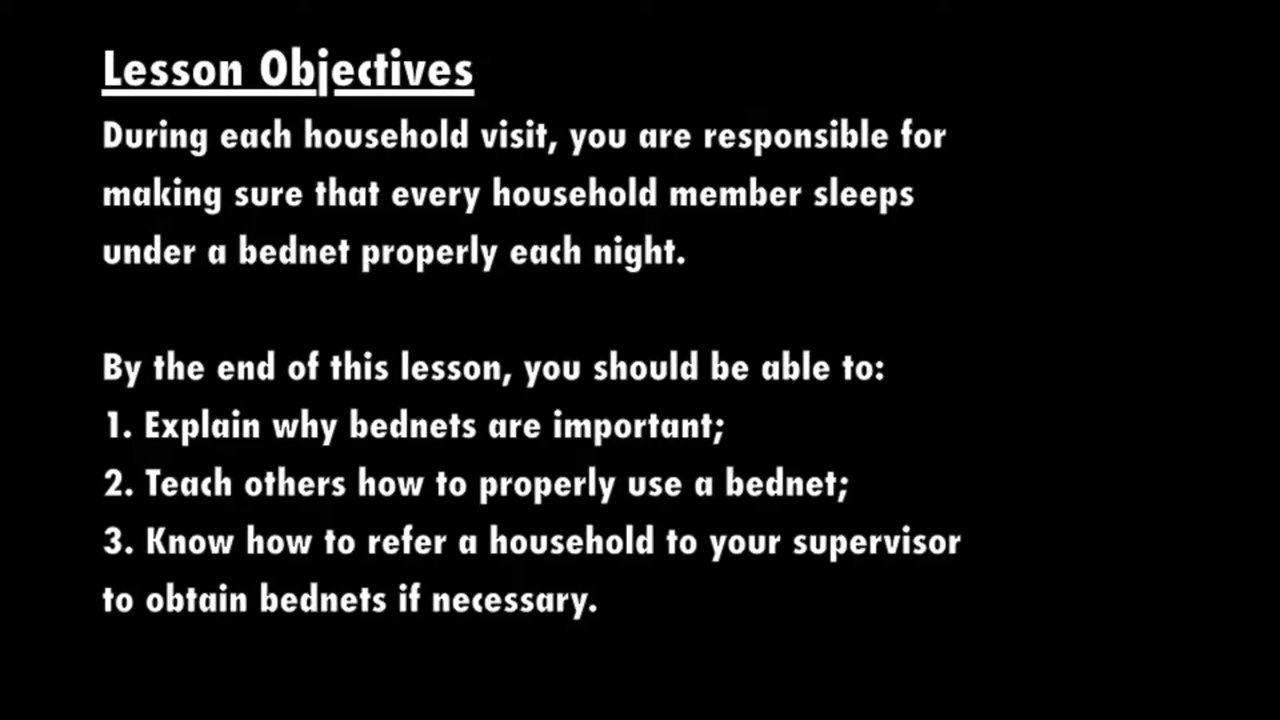 Lesson Objectives
During each household visit, you are responsible for
making sure that every household member sleeps
under a bednet properly each night.
By the end of this lesson, you should be able to:
1. Explain why bednets are important;
2. Teach others how to properly use a bednet;
3. Know how to refer a household to your supervisor
to obtain bednets if necessary.